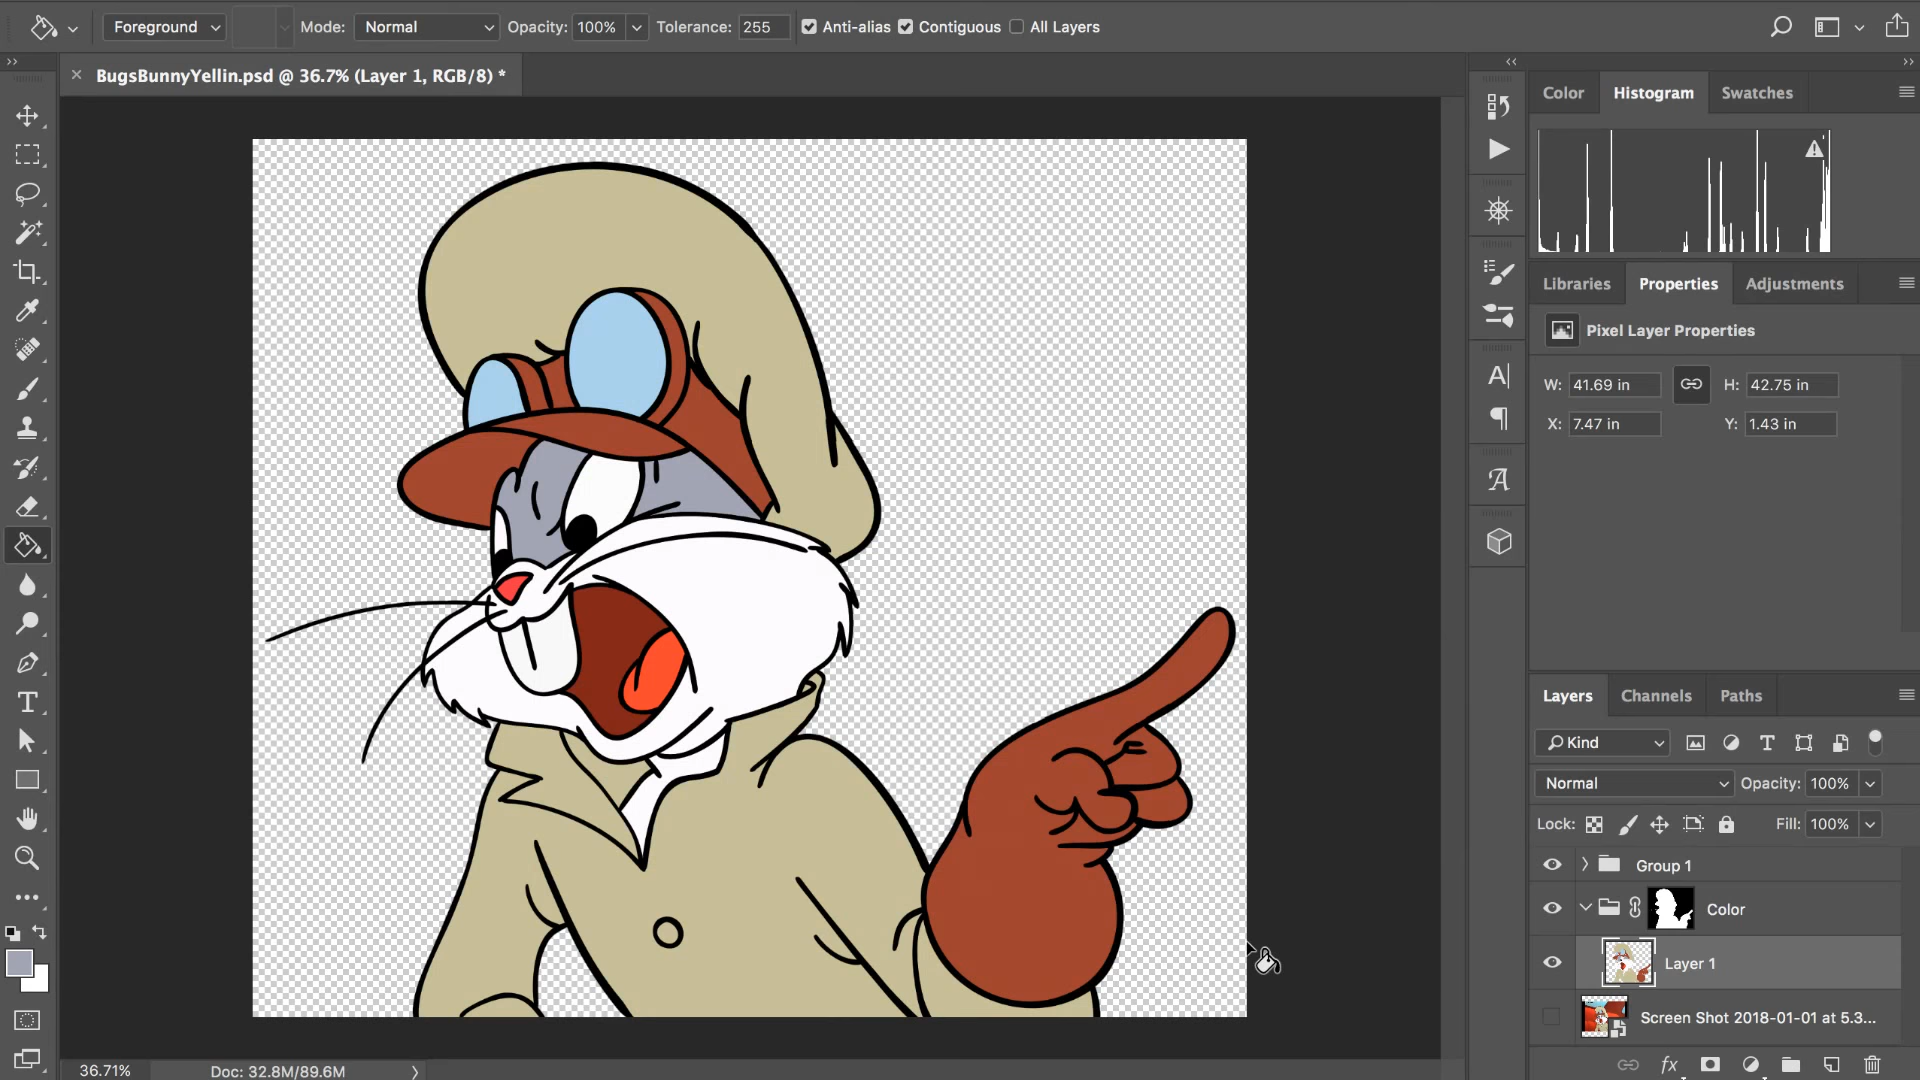 Foreground Mode: Normal Opacity: 100% Tolerance: 255 Anti-alias Contiguous All Layers
BugsBunnyYellin.psd @ 36.7% (Layer 1, RGB/8) *
Color Histogram Swatches
Libraries Properties Adjustments
Pixel Layer Properties
W: 41.69 in H: 42.75 in
X: 7.47 in Y: 1.43 in
Layers Channels Paths
Kind
Normal Opacity: 100%
Lock: Fill: 100%
Group 1
Color
Layer 1
Screen Shot 2018-01-01 at 5.3...
36.71% Doc: 32.8M/89.6M